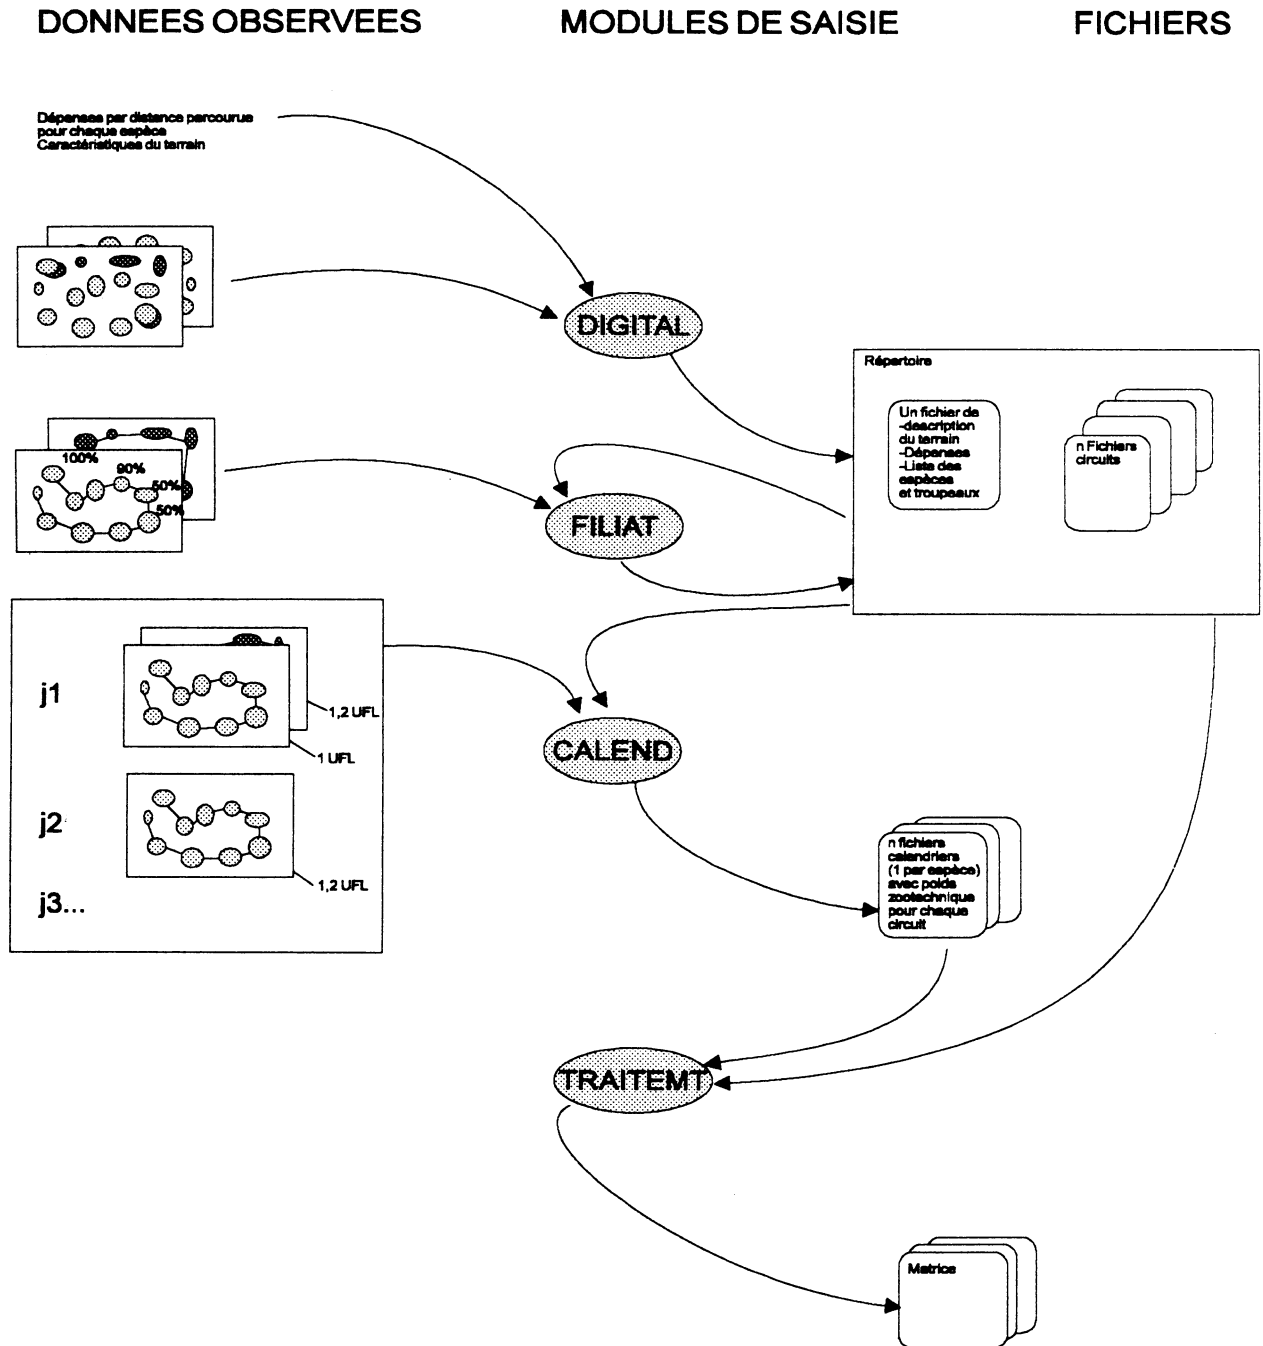 DONNEES OBSERVEES
MODULES DE SAISIE
FICHIERS
Dépenses par distance parcourue
pour chaque espèce
Caractéristiques du terrain
DIGITAL
Répertoire
Un fichier de
-description
du terrain
-Dépenses
-Liste des
espèces
et troupeaux
n Fichiers
circuits
100%
90%
50%
50%
FILIAT
j1
1,2 UFL
1 UFL
CALEND
j2
1,2 UFL
j3...
n fichiers
calendriers
(1 par espèce)
avec poids
zootechnique
pour chaque
circuit
TRAITEMT
Matrice